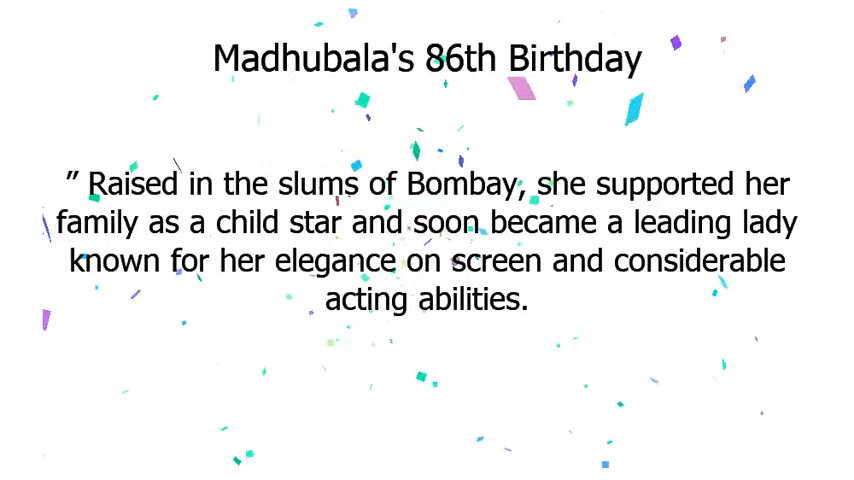 Madhubala's 86th Birthday
” Raised in the slums of Bombay, she supported her
family as a child star and soon became a leading lady
known for her elegance on screen and considerable
acting abilities.